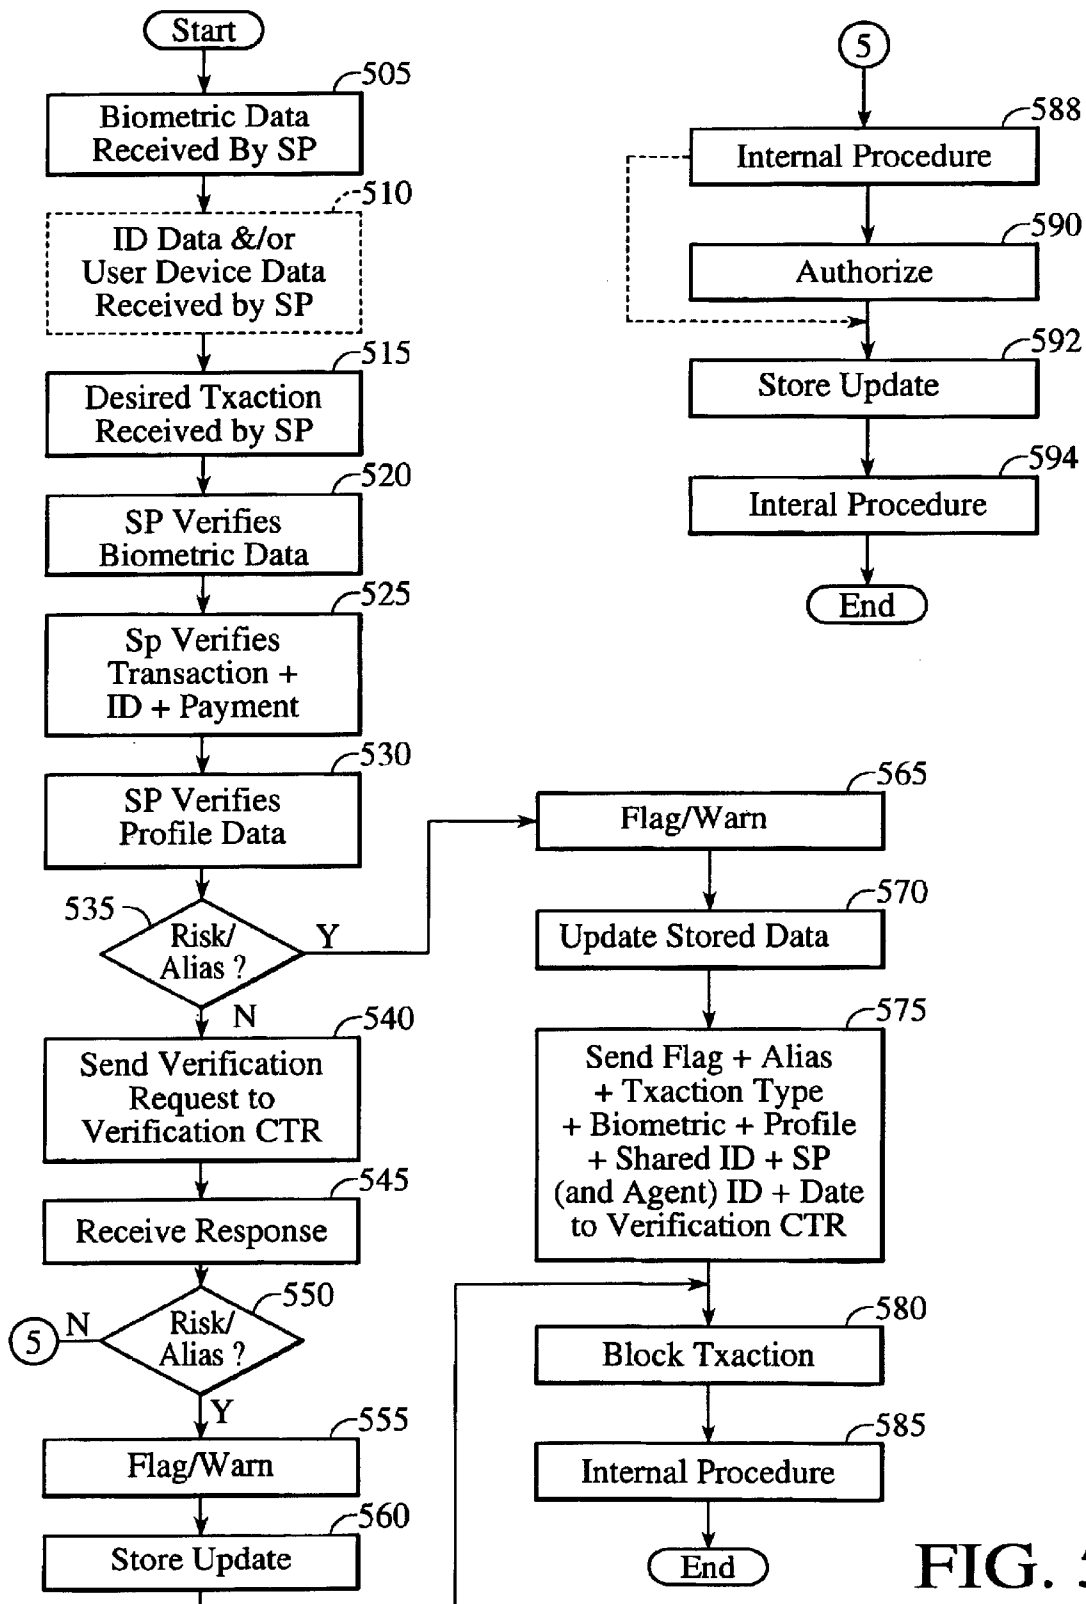 Start
505
Biometric Data
Received By SP
510
ID Data &/or
User Device Data
Received by SP
515
Desired Txaction
Received by SP
520
SP Verifies
Biometric Data
525
Sp Verifies
Transaction +
ID + Payment
530
SP Verifies
Profile Data
535
Risk/
Alias ?
Y
N
540
Send Verification
Request to
Verification CTR
545
Receive Response
550
Risk/
Alias ?
N
5
Y
555
Flag/Warn
560
Store Update
565
Flag/Warn
570
Update Stored Data
575
Send Flag + Alias
+ Txaction Type
+ Biometric + Profile
+ Shared ID + SP
(and Agent) ID + Date
to Verification CTR
580
Block Txaction
585
Internal Procedure
End
5
588
Internal Procedure
590
Authorize
592
Store Update
594
Interal Procedure
End
FIG. 5